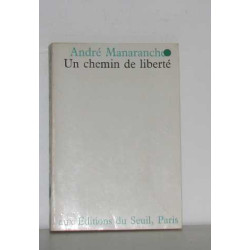 André Manaranche
Un chemin de liberté
aux Éditions du Seuil, Paris